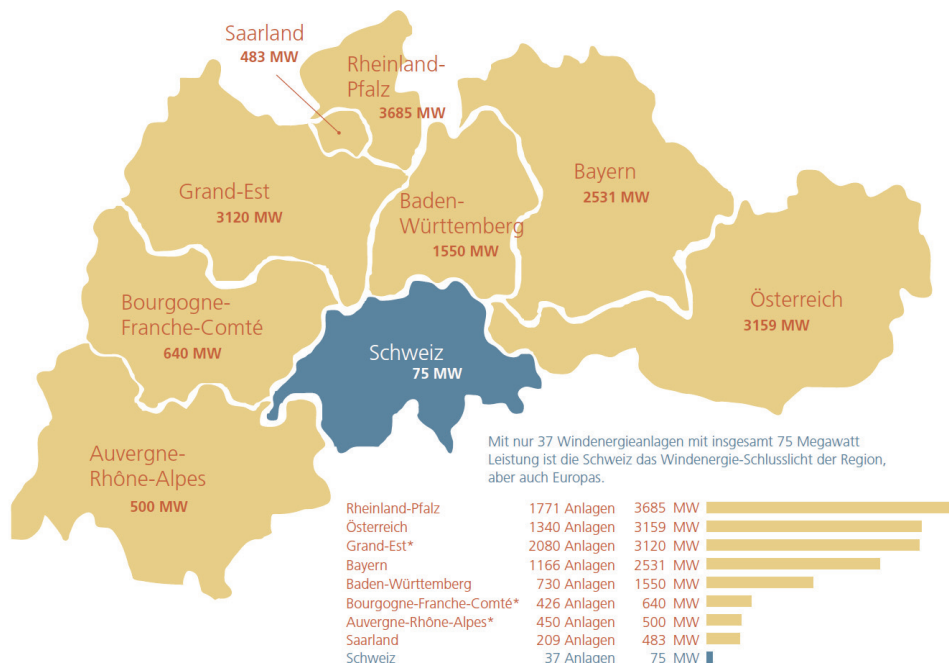 Saarland
483 MW
Rheinland-
Pfalz
3685 MW
Grand-Est
3120 MW
Baden-
Württemberg
1550 MW
Bayern
2531 MW
Bourgogne-
Franche-Comté
640 MW
Österreich
3159 MW
Schweiz
75 MW
Auvergne-
Rhône-Alpes
500 MW
Mit nur 37 Windenergieanlagen mit insgesamt 75 Megawatt
Leistung ist die Schweiz das Windenergie-Schlusslicht der Region,
aber auch Europas.
Rheinland-Pfalz 1771 Anlagen 3685 MW
Österreich 1340 Anlagen 3159 MW
Grand-Est* 2080 Anlagen 3120 MW
Bayern 1166 Anlagen 2531 MW
Baden-Württemberg 730 Anlagen 1550 MW
Bourgogne-Franche-Comté* 426 Anlagen 640 MW
Auvergne-Rhône-Alpes* 450 Anlagen 500 MW
Saarland 209 Anlagen 483 MW
Schweiz 37 Anlagen 75 MW